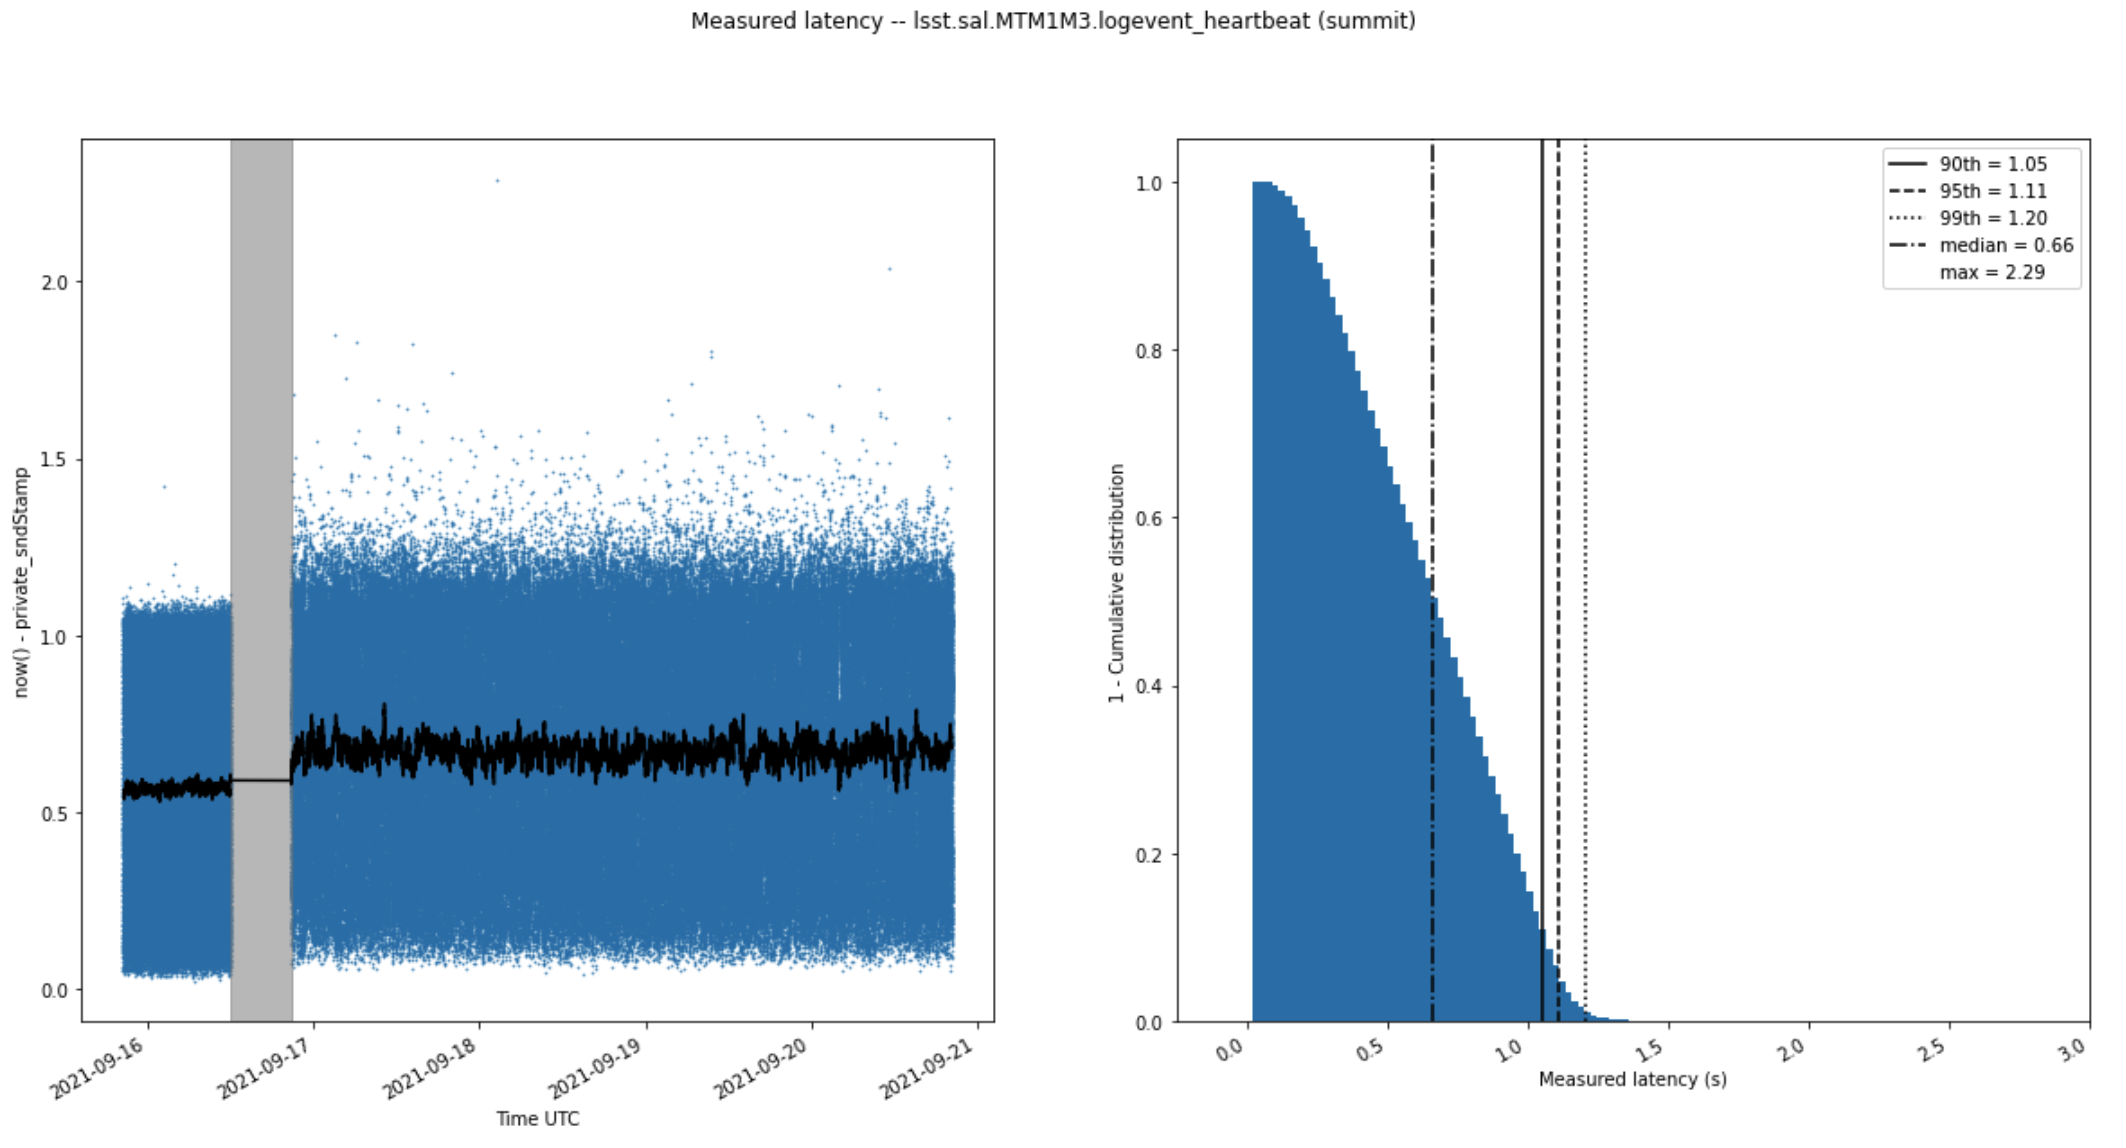 Measured latency -- lsst.sal.MTM1M3.logevent_heartbeat (summit)
now() - private_sndStamp
2.0
1.5
1.0
0.5
0.0
2021-09-16
2021-09-17
2021-09-18
2021-09-19
2021-09-20
2021-09-21
Time UTC
1 - Cumulative distribution
1.0
0.8
0.6
0.4
0.2
0.0
90th = 1.05
95th = 1.11
99th = 1.20
median = 0.66
max = 2.29
0.0
0.5
1.0
1.5
2.0
2.5
3.0
Measured latency (s)